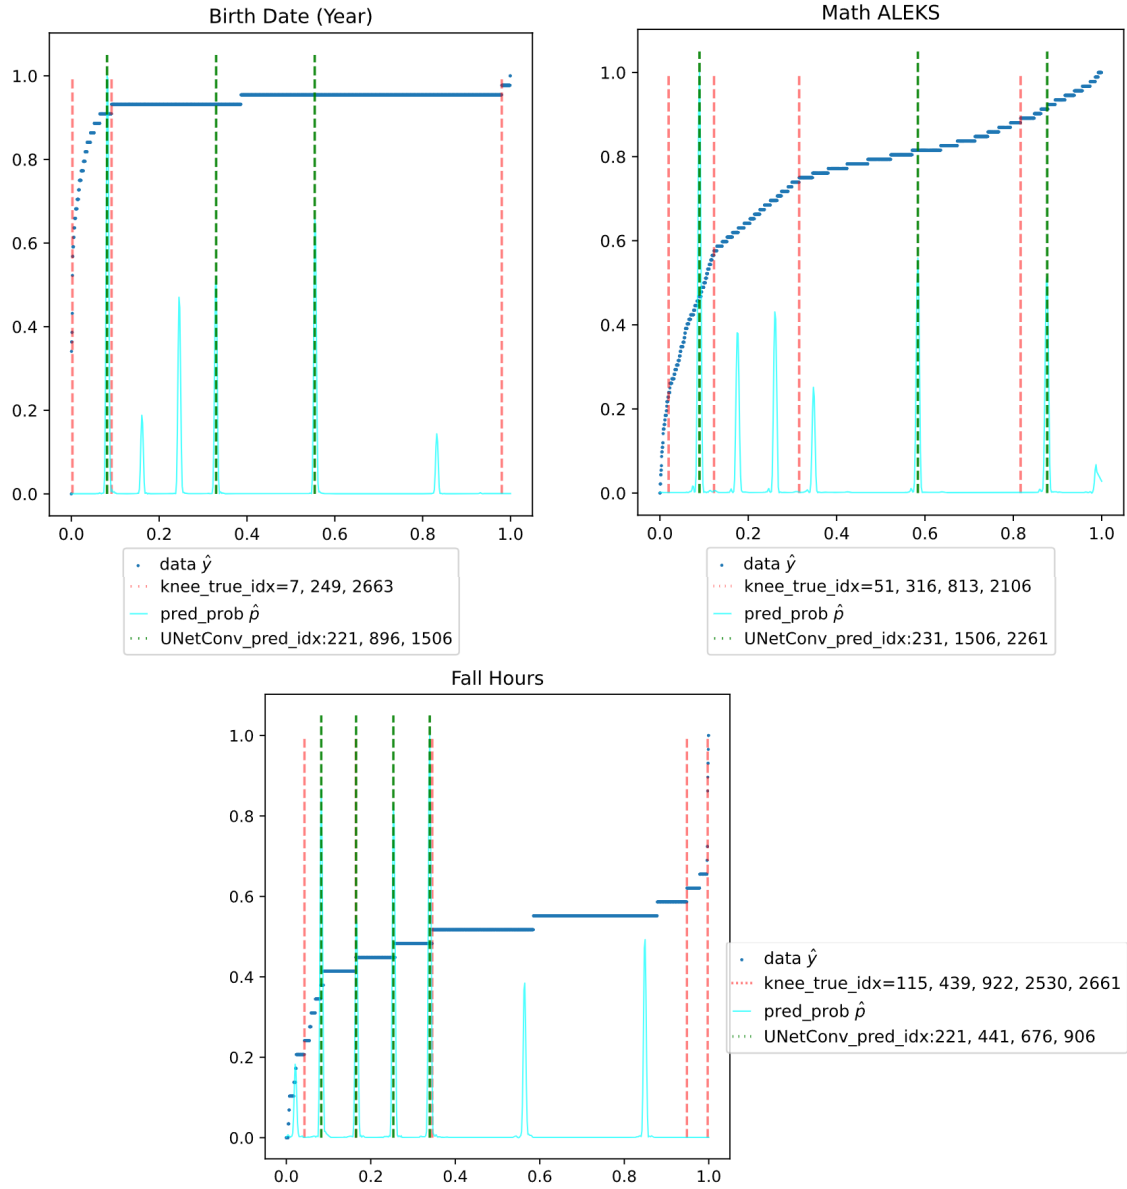 Birth Date (Year)
1.0
0.8
0.6
0.4
0.2
0.0
0.0 0.2 0.4 0.6 0.8 1.0
data ŷ
knee_true_idx=7, 249, 2663
pred_prob p̂
UNetConv_pred_idx:221, 896, 1506
Math ALEKS
1.0
0.8
0.6
0.4
0.2
0.0
0.0 0.2 0.4 0.6 0.8 1.0
data ŷ
knee_true_idx=51, 316, 813, 2106
pred_prob p̂
UNetConv_pred_idx:231, 1506, 2261
Fall Hours
1.0
0.8
0.6
0.4
0.2
0.0
0.0 0.2 0.4 0.6 0.8 1.0
data ŷ
knee_true_idx=115, 439, 922, 2530, 2661
pred_prob p̂
UNetConv_pred_idx:221, 441, 676, 906